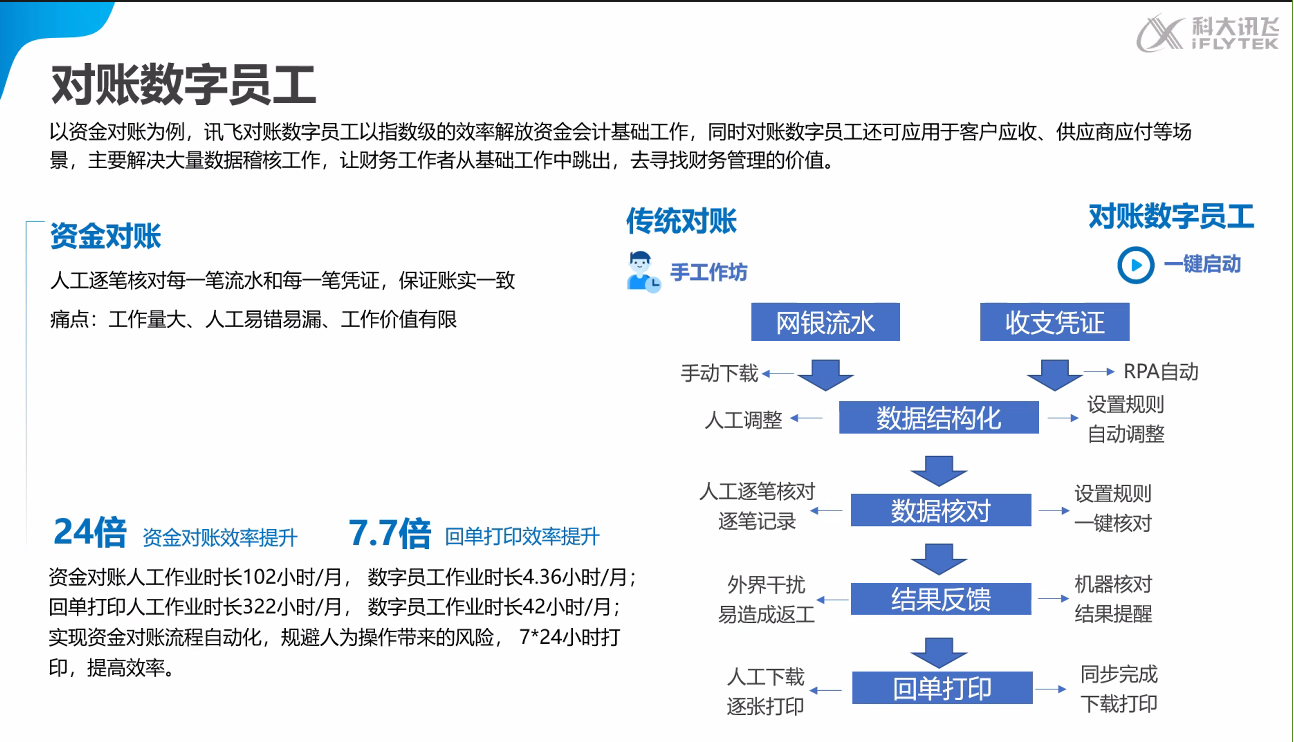 科大讯飞
iFLYTEK
对账数字员工
以资金对账为例，讯飞对账数字员工以指数级的效率解放资金会计基础工作，同时对账数字员工还可应用于客户应收、供应商应付等场
景，主要解决大量数据稽核工作，让财务工作者从基础工作中跳出，去寻找财务管理的价值。
资金对账
人工逐笔核对每一笔流水和每一笔凭证，保证账实一致
痛点：工作量大、人工易错易漏、工作价值有限
24倍 资金对账效率提升
7.7倍 回单打印效率提升
资金对账人工作业时长102小时/月， 数字员工作业时长4.36小时/月；
回单打印人工作业时长322小时/月， 数字员工作业时长42小时/月；
实现资金对账流程自动化，规避人为操作带来的风险， 7*24小时打
印，提高效率。
传统对账
手工作坊
对账数字员工
一键启动
网银流水
收支凭证
手动下载
RPA自动
人工调整
数据结构化
设置规则
自动调整
人工逐笔核对
逐笔记录
数据核对
设置规则
一键核对
外界干扰
易造成返工
结果反馈
机器核对
结果提醒
人工下载
逐张打印
回单打印
同步完成
下载打印